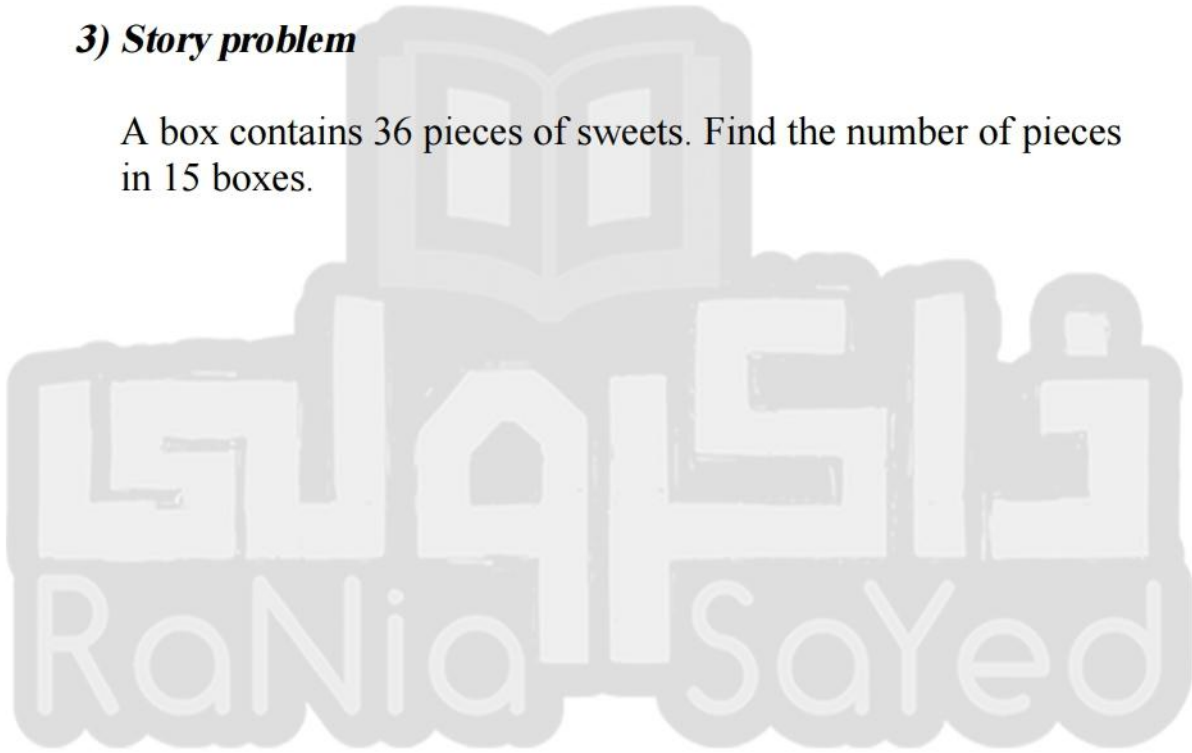 3) Story problem
A box contains 36 pieces of sweets. Find the number of pieces
in 15 boxes.
ذاكرولى
RaNia SaYed